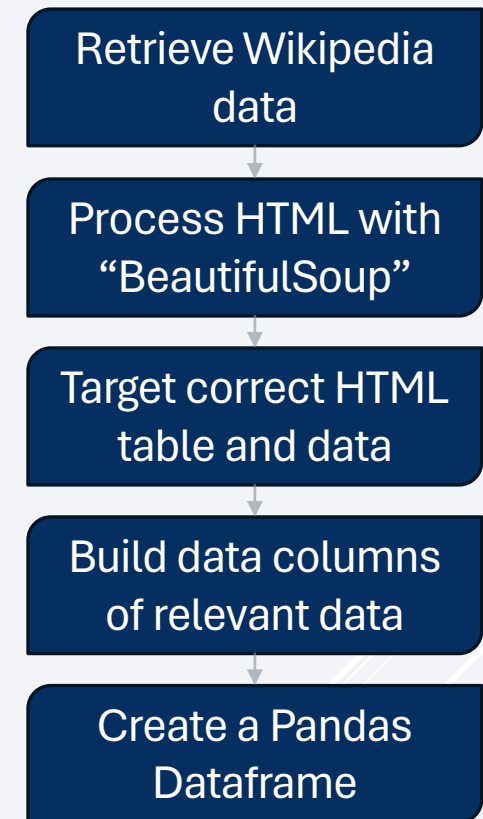 Retrieve Wikipedia
data
Process HTML with
“BeautifulSoup”
Target correct HTML
table and data
Build data columns
of relevant data
Create a Pandas
Dataframe